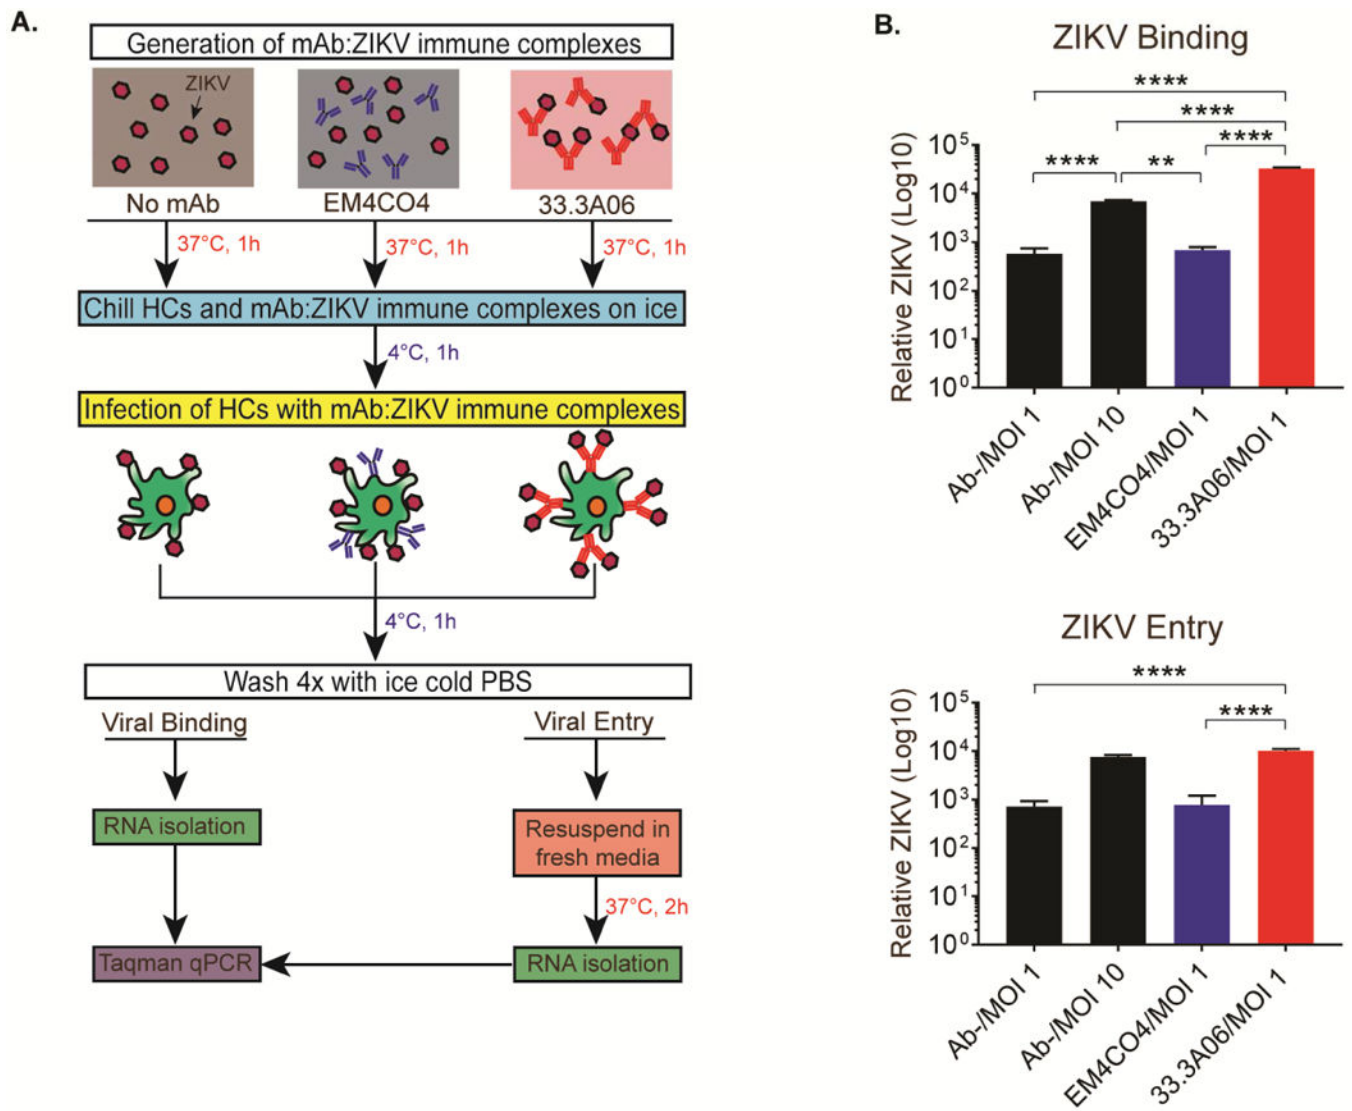 A.
Generation of mAb:ZIKV immune complexes
ZIKV
No mAb
EM4CO4
33.3A06
37°C, 1h
37°C, 1h
37°C, 1h
Chill HCs and mAb:ZIKV immune complexes on ice
4°C, 1h
Infection of HCs with mAb:ZIKV immune complexes
4°C, 1h
Wash 4x with ice cold PBS
Viral Binding
Viral Entry
RNA isolation
Resuspend in
fresh media
37°C, 2h
Taqman qPCR
RNA isolation
B.
ZIKV Binding
****
****
****
****
**
Relative ZIKV (Log10)
10⁵
10⁴
10³
10²
10¹
10⁰
Ab-/MOI 1
Ab-/MOI 10
EM4CO4/MOI 1
33.3A06/MOI 1
ZIKV Entry
****
****
Relative ZIKV (Log10)
10⁵
10⁴
10³
10²
10¹
10⁰
Ab-/MOI 1
Ab-/MOI 10
EM4CO4/MOI 1
33.3A06/MOI 1